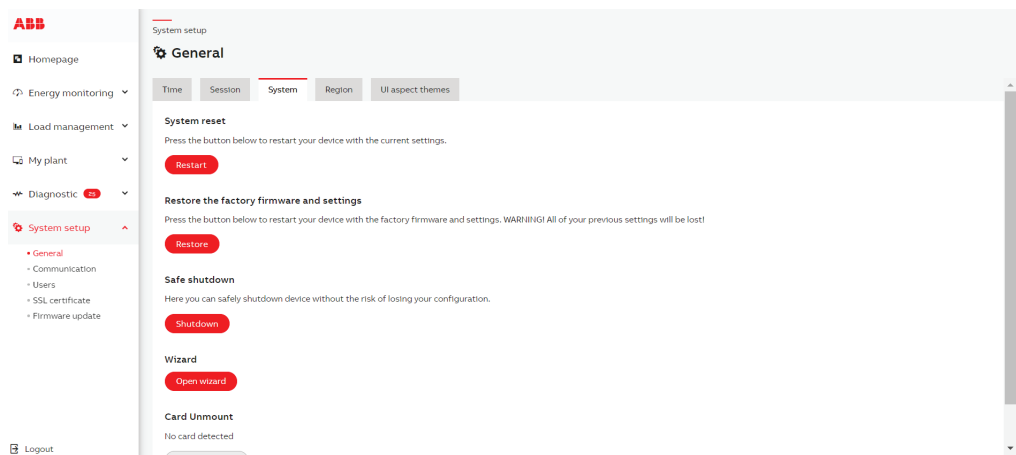 ABB
Homepage
Energy monitoring
Load management
My plant
Diagnostic 25
System setup
General
Communication
Users
SSL certificate
Firmware update
Logout
System setup
General
Time Session System Region UI aspect themes
System reset
Press the button below to restart your device with the current settings.
Restart
Restore the factory firmware and settings
Press the button below to restart your device with the factory firmware and settings. WARNING! All of your previous settings will be lost!
Restore
Safe shutdown
Here you can safely shutdown device without the risk of losing your configuration.
Shutdown
Wizard
Open wizard
Card Unmount
No card detected